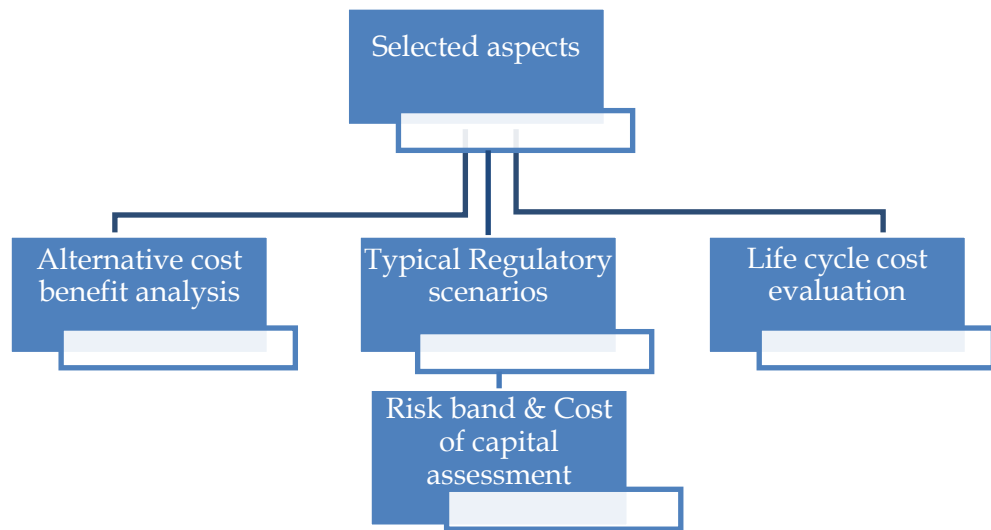 Selected aspects
Alternative cost
benefit analysis
Typical Regulatory
scenarios
Life cycle cost
evaluation
Risk band & Cost
of capital
assessment